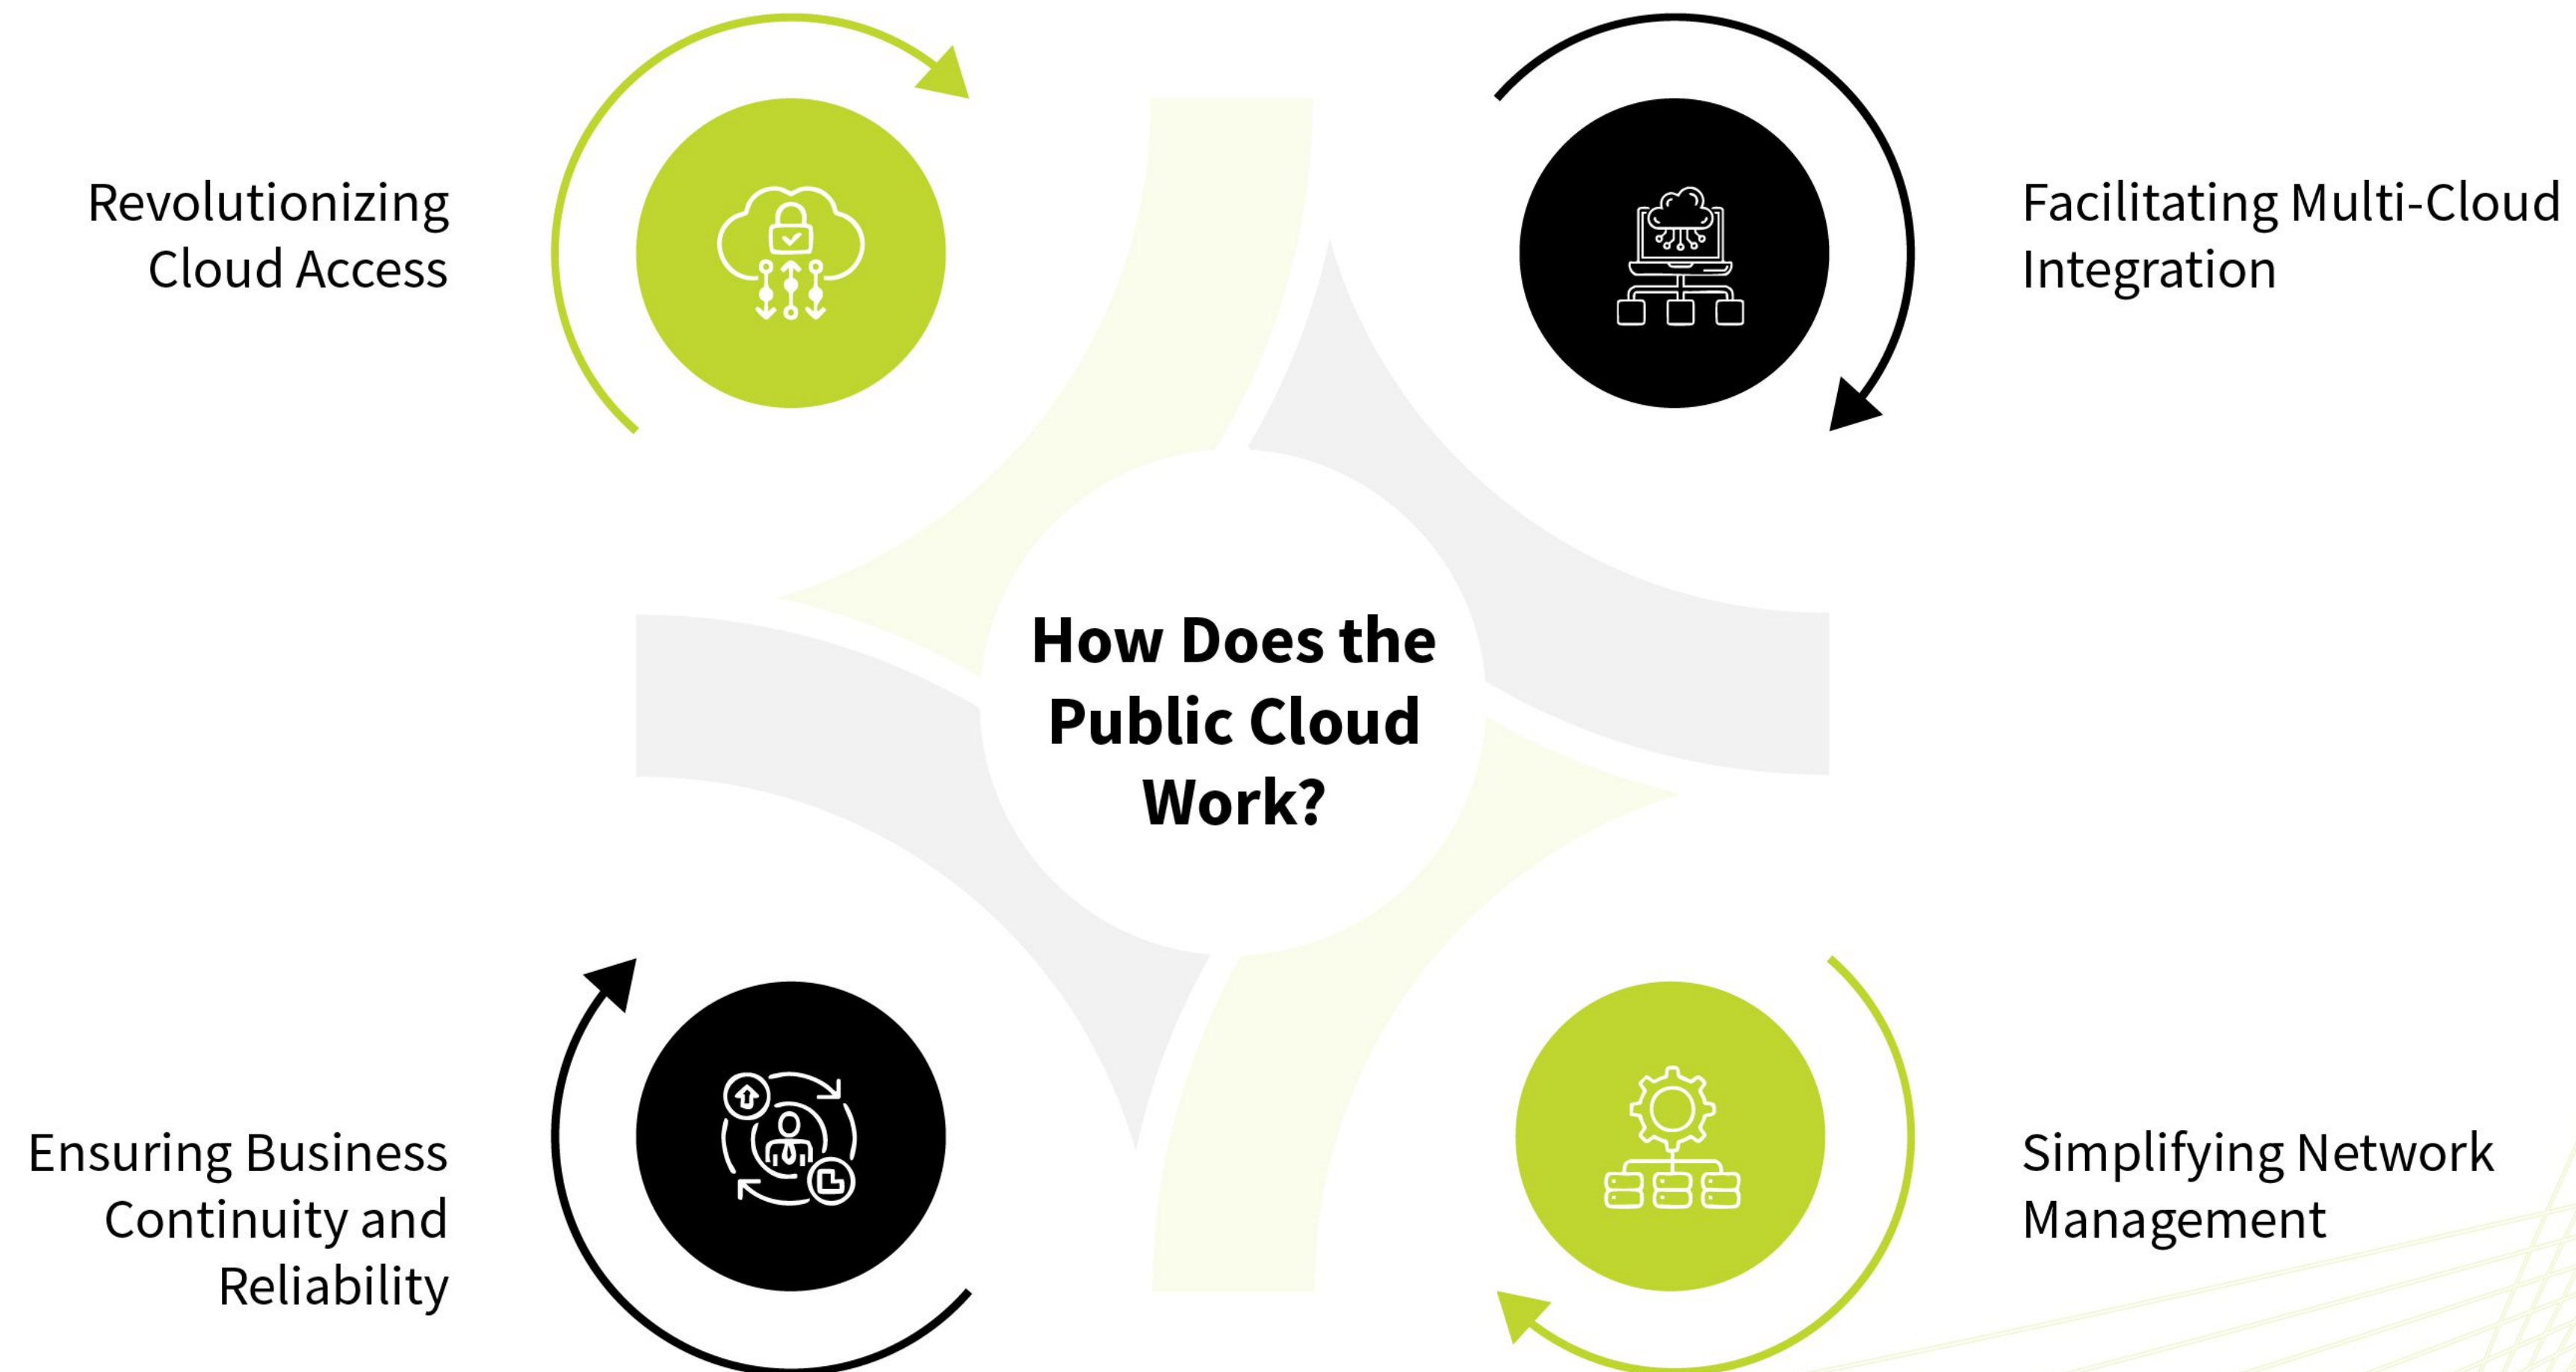 Revolutionizing
Cloud Access
Facilitating Multi-Cloud
Integration
How Does the
Public Cloud
Work?
Ensuring Business
Continuity and
Reliability
Simplifying Network
Management